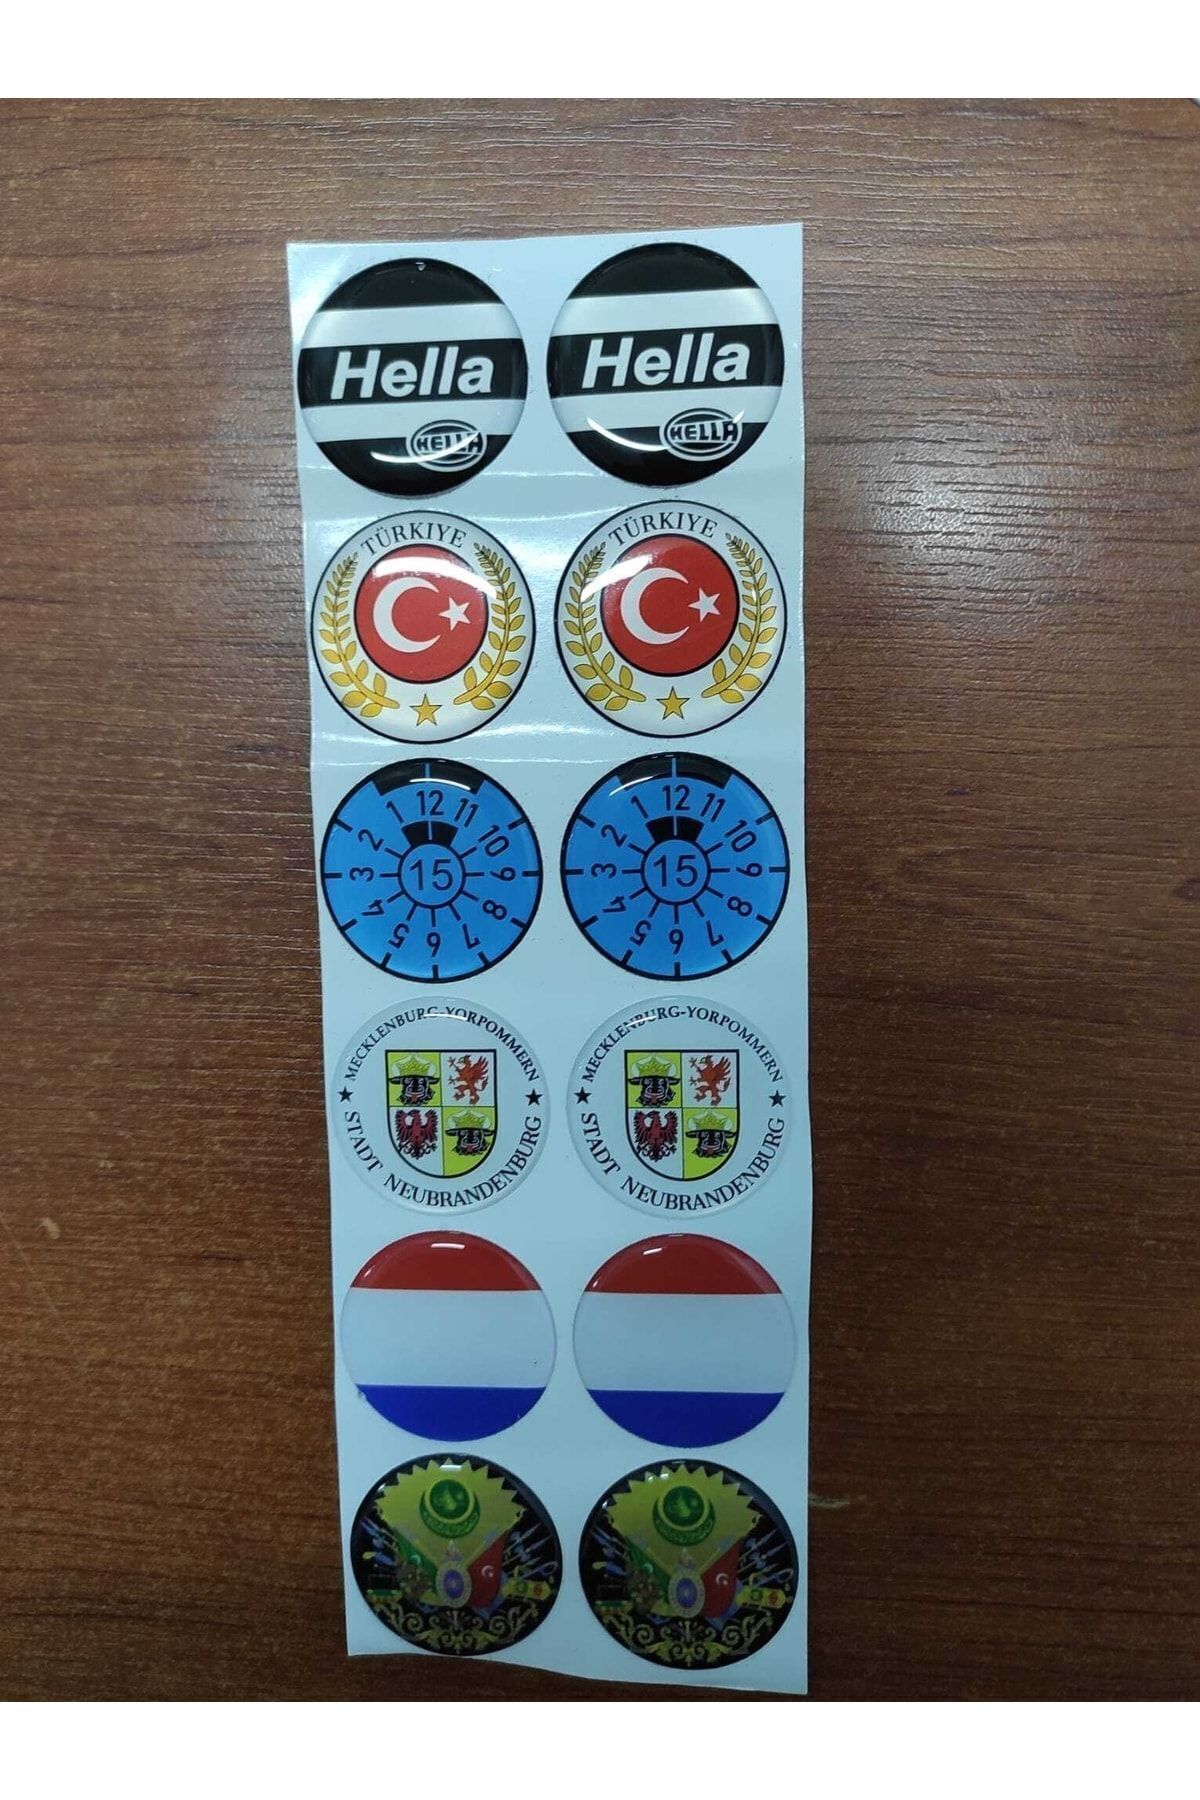 Hella
HELLA
Hella
HELLA
TÜRKIYE
TÜRKIYE
1 12 11 10 9 8 7 6 5 4 3 2
15
1 12 11 10 9 8 7 6 5 4 3 2
15
MECKLENBURG-YORPOMMERN
★ ★
STADT NEUBRANDENBURG
MECKLENBURG-YORPOMMERN
★ ★
STADT NEUBRANDENBURG